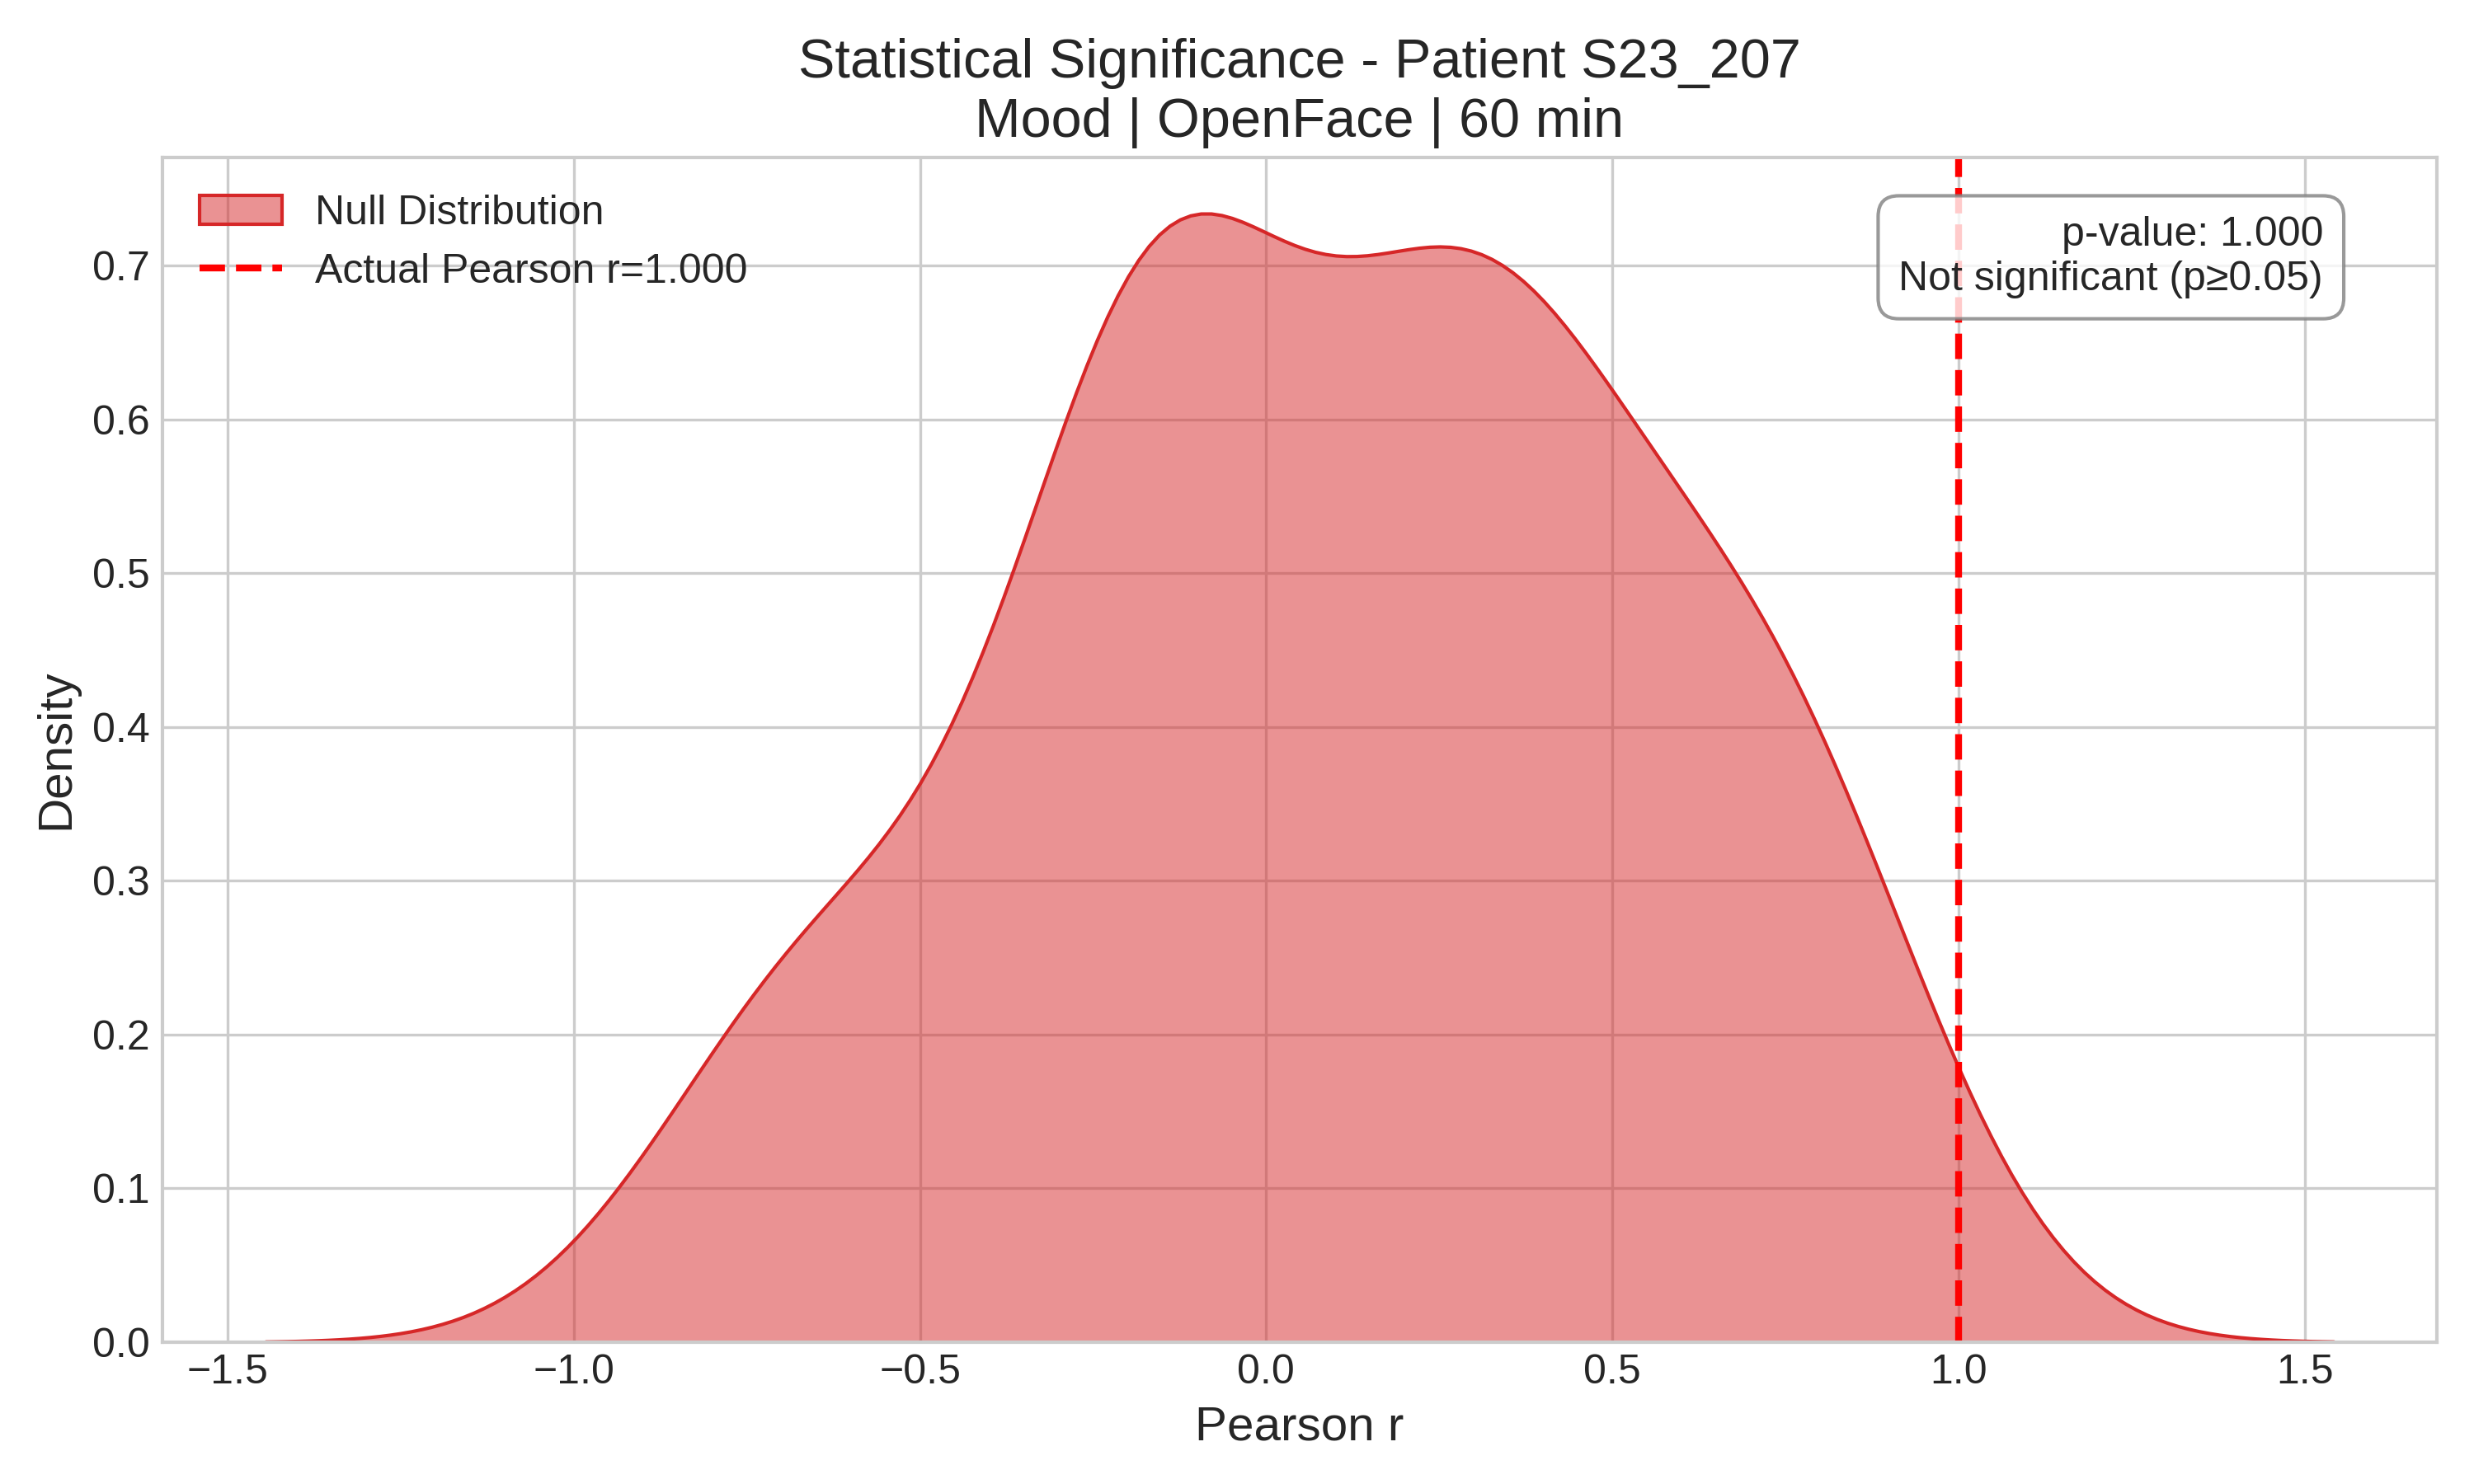 Statistical Significance - Patient S23_207
Mood | OpenFace | 60 min
Null Distribution
Actual Pearson r=1.000
p-value: 1.000
Not significant (p≥0.05)
Density
0.7
0.6
0.5
0.4
0.3
0.2
0.1
0.0
−1.5
−1.0
−0.5
0.0
0.5
1.0
1.5
Pearson r